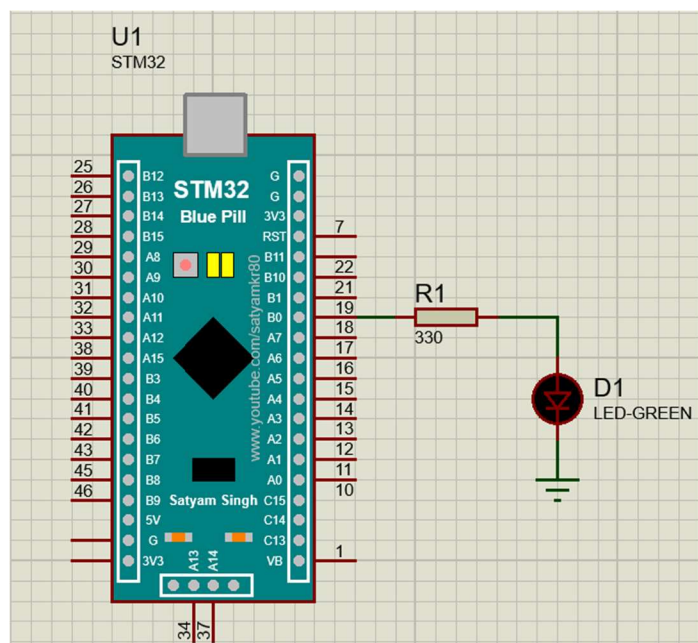 U1
STM32
STM32
Blue Pill
25
26
27
28
29
30
31
32
33
38
39
40
41
42
43
45
46
B12
B13
B14
B15
A8
A9
A10
A11
A12
A15
B3
B4
B5
B6
B7
B8
B9
5V
G
3V3
www.youtube.com/satyamkr80
Satyam Singh
A13
A14
34
37
G
G
3V3
RST
B11
B10
B1
B0
A7
A6
A5
A4
A3
A2
A1
A0
C15
C14
C13
VB
7
22
21
19
18
17
16
15
14
13
12
11
10
1
R1
330
D1
LED-GREEN